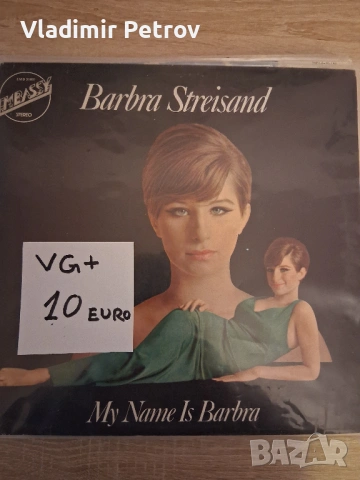 Vladimir Petrov
EMBASSY
STEREO
Barbra Streisand
VG+
10 EURO
My Name Is Barbra
BAZAR